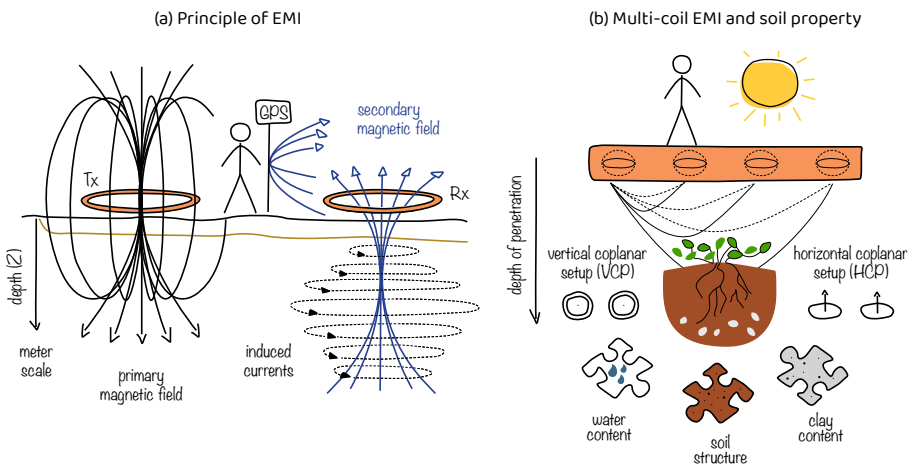 (a) Principle of EMI
GPS
secondary
magnetic field
Tx
Rx
depth (Z)
meter
scale
primary
magnetic field
induced
currents
(b) Multi-coil EMI and soil property
depth of penetration
vertical coplanar
setup (VCP)
horizontal coplanar
setup (HCP)
water
content
soil
structure
clay
content